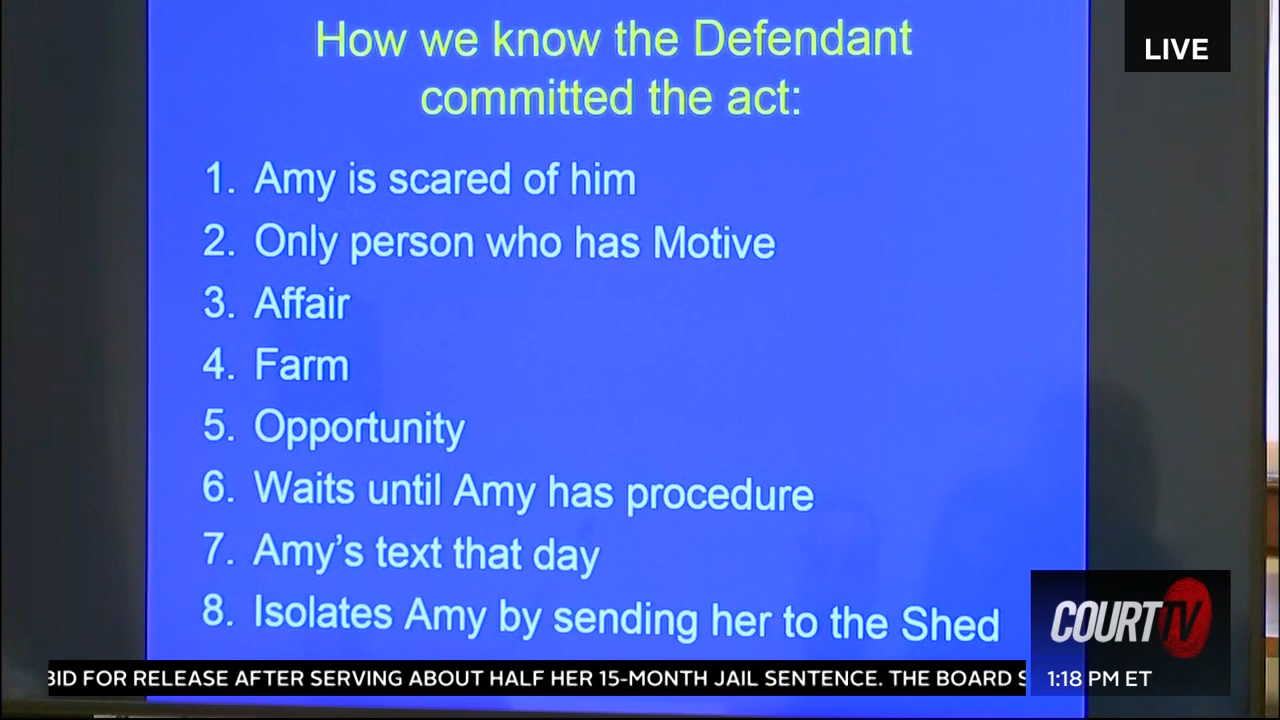 LIVE
How we know the Defendant
committed the act:
1. Amy is scared of him
2. Only person who has Motive
3. Affair
4. Farm
5. Opportunity
6. Waits until Amy has procedure
7. Amy's text that day
8. Isolates Amy by sending her to the Shed
COURT TV
BID FOR RELEASE AFTER SERVING ABOUT HALF HER 15-MONTH JAIL SENTENCE. THE BOARD S
1:18 PM ET